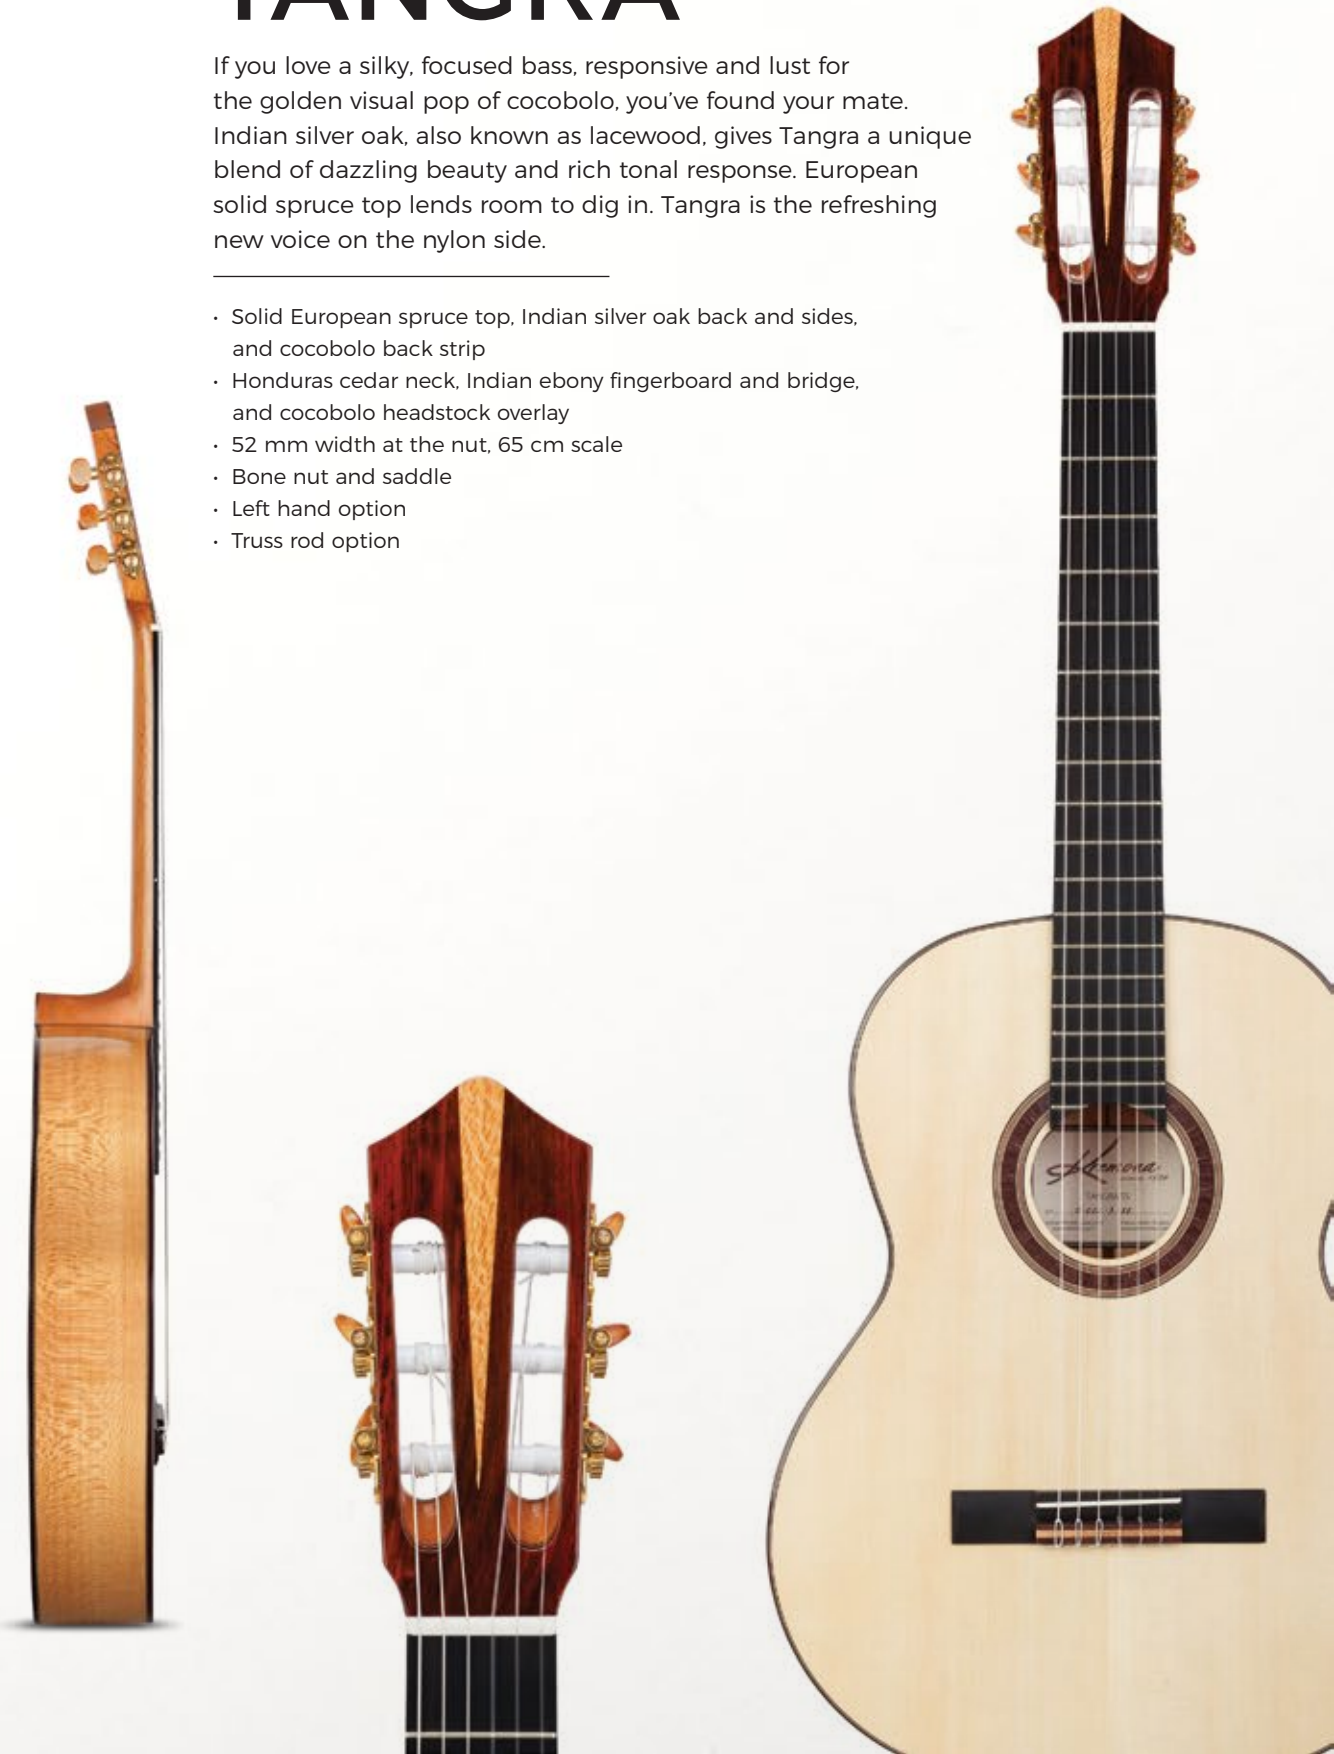 TANGRA
If you love a silky, focused bass, responsive and lust for
the golden visual pop of cocobolo, you've found your mate.
Indian silver oak, also known as lacewood, gives Tangra a unique
blend of dazzling beauty and rich tonal response. European
solid spruce top lends room to dig in. Tangra is the refreshing
new voice on the nylon side.
• Solid European spruce top, Indian silver oak back and sides,
and cocobolo back strip
• Honduras cedar neck, Indian ebony fingerboard and bridge,
and cocobolo headstock overlay
• 52 mm width at the nut, 65 cm scale
• Bone nut and saddle
• Left hand option
• Truss rod option
Kremona